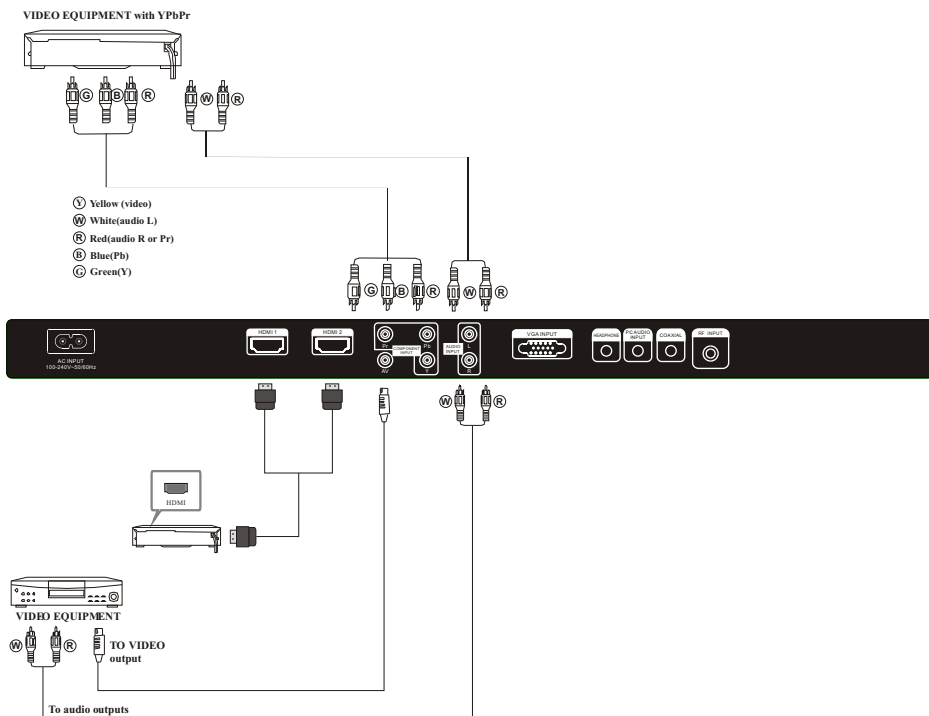 VIDEO EQUIPMENT with YPbPr
G B R W R
Y Yellow (video)
W White(audio L)
R Red(audio R or Pr)
B Blue(Pb)
G Green(Y)
G B R W R
AC INPUT
100-240V~50/60Hz
HDMI 1
HDMI 2
Pr
Pb
COMPONENT
INPUT
AV
Y
AUDIO
INPUT
L
R
VGA INPUT
HEADPHONE
PC AUDIO
INPUT
COAXIAL
RF INPUT
W R
HDMI
VIDEO EQUIPMENT
W R
TO VIDEO
output
To audio outputs